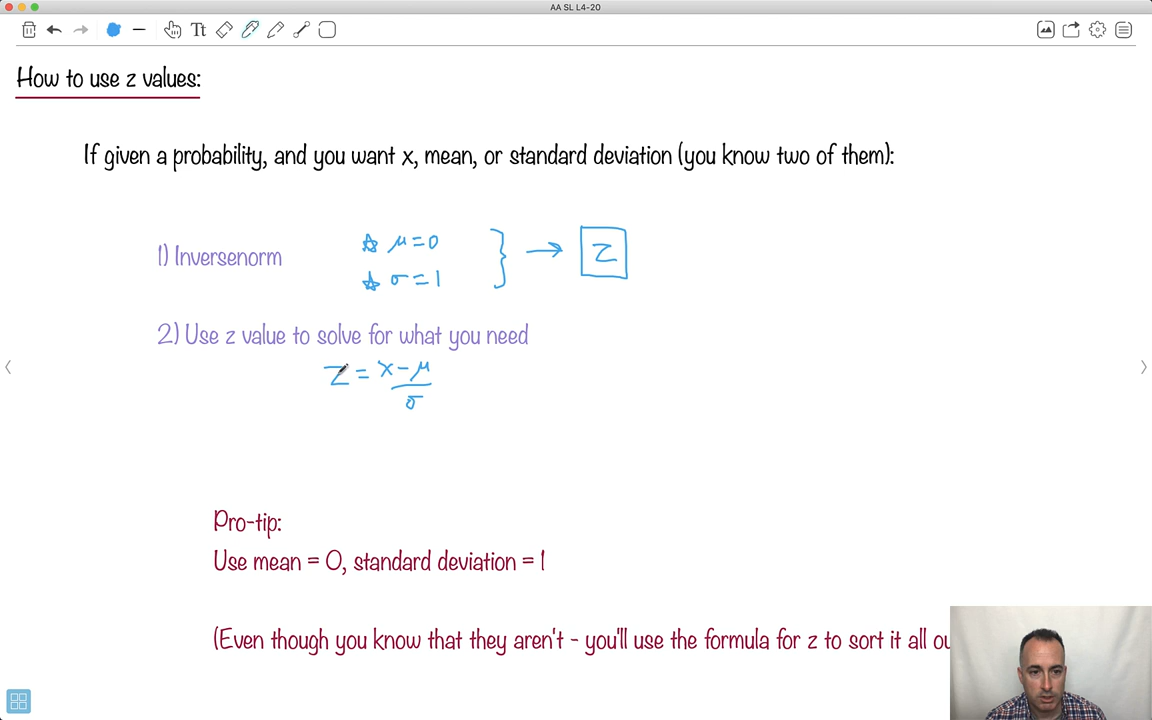 AA SL L4-20
Tt
How to use z values:
If given a probability, and you want x, mean, or standard deviation (you know two of them):
1) Inversenorm
☆ μ=0
☆ σ=1
} → z
2) Use z value to solve for what you need
z = x-μ
σ
Pro-tip:
Use mean = 0, standard deviation = 1
(Even though you know that they aren't - you'll use the formula for z to sort it all ou